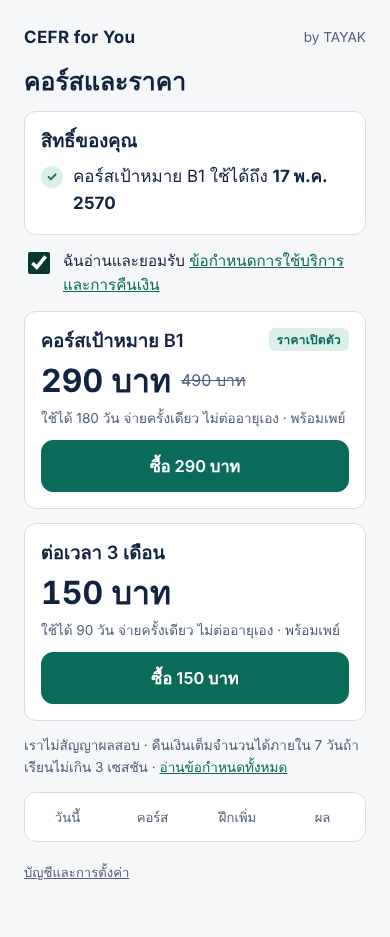 CEFR for You
by TAYAK
คอร์สและราคา
สิทธิ์ของคุณ
คอร์สเป้าหมาย B1 ใช้ได้ถึง 17 พ.ค.
2570
ฉันอ่านและยอมรับ ข้อกำหนดการใช้บริการ
และการคืนเงิน
คอร์สเป้าหมาย B1
ราคาเปิดตัว
290 บาท 490 บาท
ใช้ได้ 180 วัน จ่ายครั้งเดียว ไม่ต่ออายุเอง · พร้อมเพย์
ซื้อ 290 บาท
ต่อเวลา 3 เดือน
150 บาท
ใช้ได้ 90 วัน จ่ายครั้งเดียว ไม่ต่ออายุเอง · พร้อมเพย์
ซื้อ 150 บาท
เราไม่สัญญาผลสอบ · คืนเงินเต็มจำนวนได้ภายใน 7 วันถ้า
เรียนไม่เกิน 3 เซสชัน · อ่านข้อกำหนดทั้งหมด
วันนี้ คอร์ส ฝึกเพิ่ม ผล
บัญชีและการตั้งค่า